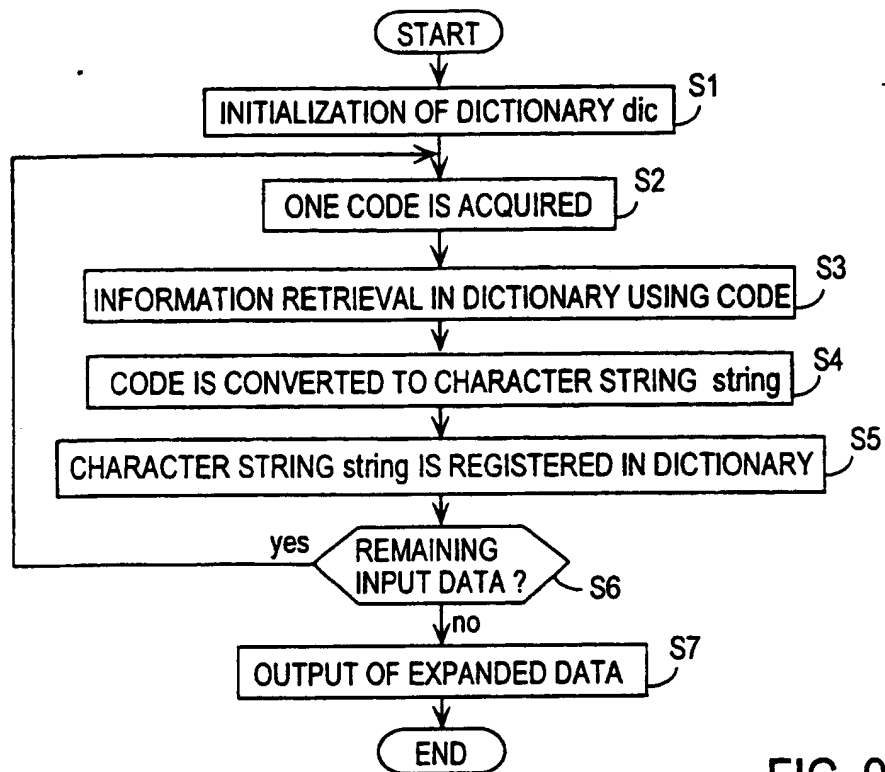 START
S1
INITIALIZATION OF DICTIONARY dic
S2
ONE CODE IS ACQUIRED
S3
INFORMATION RETRIEVAL IN DICTIONARY USING CODE
S4
CODE IS CONVERTED TO CHARACTER STRING string
S5
CHARACTER STRING string IS REGISTERED IN DICTIONARY
yes
REMAINING
INPUT DATA ?
S6
no
S7
OUTPUT OF EXPANDED DATA
END
FIG. 9